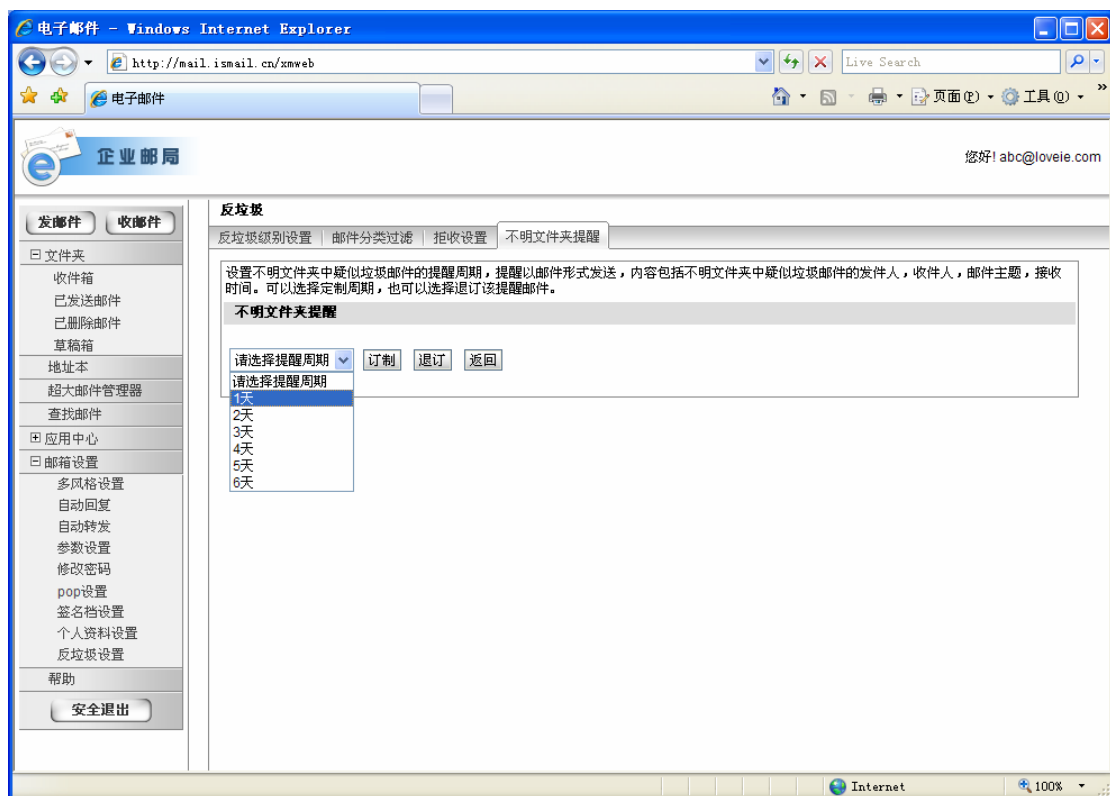 电子邮件 - Windows Internet Explorer
http://mail.ismail.cn/xmweb
Live Search
电子邮件
页面(P)
工具(O)
»
企业邮局
您好! abc@loveie.com
发邮件
收邮件
文件夹
收件箱
已发送邮件
已删除邮件
草稿箱
地址本
超大邮件管理器
查找邮件
应用中心
邮箱设置
多风格设置
自动回复
自动转发
参数设置
修改密码
pop设置
签名档设置
个人资料设置
反垃圾设置
帮助
安全退出
反垃圾
反垃圾级别设置 | 邮件分类过滤 | 拒收设置 | 不明文件夹提醒
设置不明文件夹中疑似垃圾邮件的提醒周期，提醒以邮件形式发送，内容包括不明文件夹中疑似垃圾邮件的发件人，收件人，邮件主题，接收
时间。可以选择定制周期，也可以选择退订该提醒邮件。
不明文件夹提醒
请选择提醒周期 订制 退订 返回
请选择提醒周期
1天
2天
3天
4天
5天
6天
Internet
100%